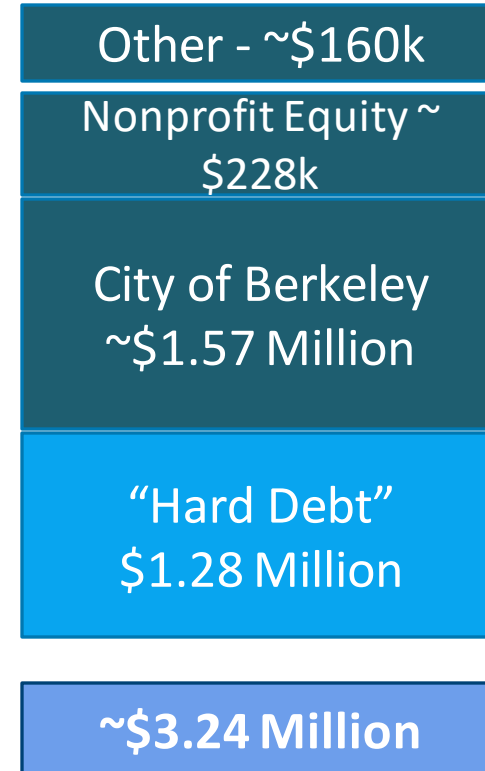 Other - ~$160k
Nonprofit Equity ~
$228k
City of Berkeley
~$1.57 Million
“Hard Debt”
$1.28 Million
~$3.24 Million